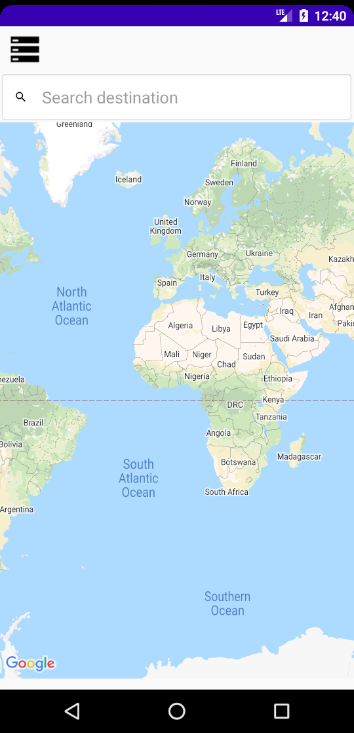 LTE 12:40
Search destination
Greenland
Iceland
Finland
Sweden
Norway
United
Kingdom
Germany
Ukraine
Kazakh
Spain
Italy
Turkey
North
Atlantic
Ocean
Iraq
Iran
Afghan
Pakis
Algeria
Libya
Egypt
Saudi Arabia
Mali
Niger
Chad
Sudan
Nigeria
Ethiopia
ezuela
DRC
Kenya
Tanzania
Brazil
Angola
Bolivia
Botswana
Madagascar
South
Atlantic
Ocean
South Africa
Argentina
Southern
Ocean
Google